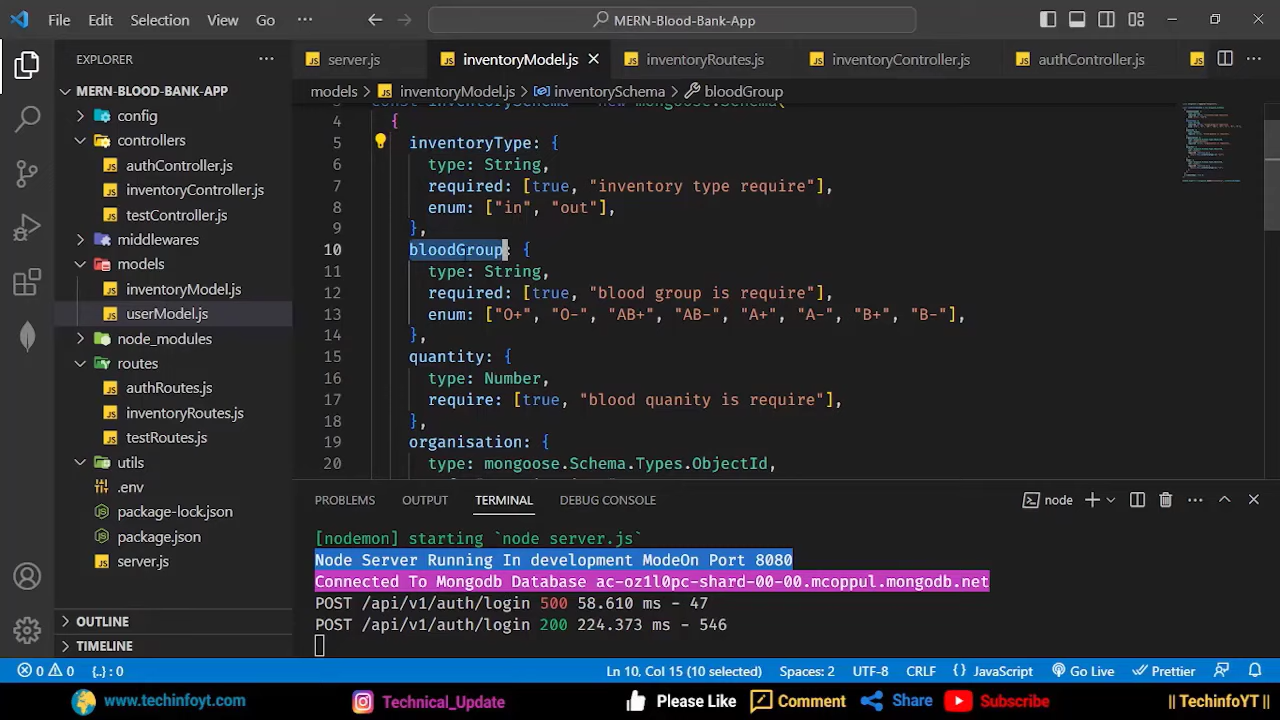 File Edit Selection View Go ··· MERN-Blood-Bank-App
EXPLORER ···
server.js inventoryModel.js inventoryRoutes.js inventoryController.js authController.js
MERN-BLOOD-BANK-APP
models > inventoryModel.js > inventorySchema > bloodGroup
config
controllers
authController.js
inventoryController.js
testController.js
middlewares
models
inventoryModel.js
userModel.js
node_modules
routes
authRoutes.js
inventoryRoutes.js
testRoutes.js
utils
.env
package-lock.json
package.json
server.js
OUTLINE
TIMELINE
3 const inventorySchema = new mongoose.Schema(
4 {
5 inventoryType: {
6 type: String,
7 required: [true, "inventory type require"],
8 enum: ["in", "out"],
9 },
10 bloodGroup: {
11 type: String,
12 required: [true, "blood group is require"],
13 enum: ["O+", "O-", "AB+", "AB-", "A+", "A-", "B+", "B-"],
14 },
15 quantity: {
16 type: Number,
17 require: [true, "blood quanity is require"],
18 },
19 organisation: {
20 type: mongoose.Schema.Types.ObjectId,
PROBLEMS OUTPUT TERMINAL DEBUG CONSOLE node
[nodemon] starting `node server.js`
Node Server Running In development ModeOn Port 8080
Connected To Mongodb Database ac-oz1l0pc-shard-00-00.mcoppul.mongodb.net
POST /api/v1/auth/login 500 58.610 ms - 47
POST /api/v1/auth/login 200 224.373 ms - 546
0 0 {..} : 0 Ln 10, Col 15 (10 selected) Spaces: 2 UTF-8 CRLF {} JavaScript Go Live Prettier
www.techinfoyt.com Technical_Update Please Like Comment Share Subscribe || TechinfoYT ||